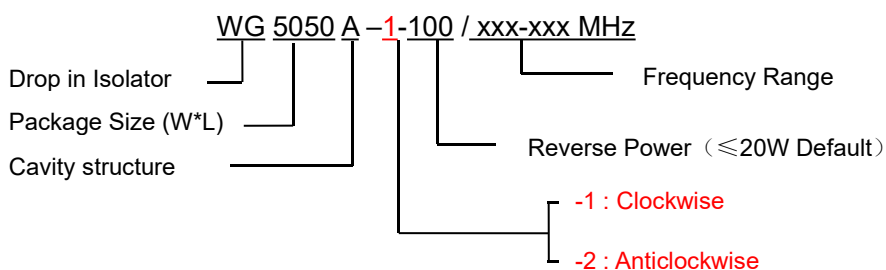 WG 5050 A –1-100 / xxx-xxx MHz
Drop in Isolator
Frequency Range
Package Size (W*L)
Reverse Power（≤20W Default）
Cavity structure
-1 : Clockwise
-2 : Anticlockwise